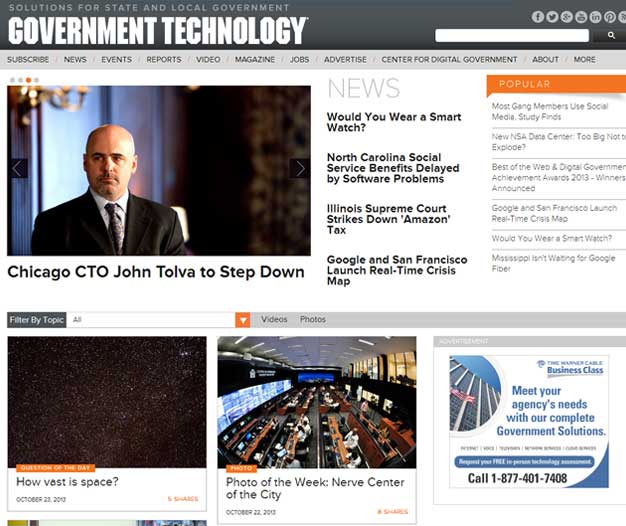 SOLUTIONS FOR STATE AND LOCAL GOVERNMENT
GOVERNMENT TECHNOLOGY
SUBSCRIBE / NEWS / EVENTS / REPORTS / VIDEO / MAGAZINE / JOBS / ADVERTISE / CENTER FOR DIGITAL GOVERNMENT / ABOUT / MORE
Chicago CTO John Tolva to Step Down
NEWS
Would You Wear a Smart
Watch?
North Carolina Social
Service Benefits Delayed
by Software Problems
Illinois Supreme Court
Strikes Down 'Amazon'
Tax
Google and San Francisco
Launch Real-Time Crisis
Map
POPULAR
Most Gang Members Use Social
Media, Study Finds
New NSA Data Center: Too Big Not to
Explode?
Best of the Web & Digital Governmen
Achievement Awards 2013 - Winners
Announced
Google and San Francisco Launch
Real-Time Crisis Map
Would You Wear a Smart Watch?
Mississippi Isn't Waiting for Google
Fiber
Filter By Topic All Videos Photos
QUESTION OF THE DAY
How vast is space?
OCTOBER 23, 2013 5 SHARES
PHOTO
Photo of the Week: Nerve Center
of the City
OCTOBER 22, 2013 8 SHARES
ADVERTISEMENT
TIME WARNER CABLE
Business Class
Meet your
agency's needs
with our complete
Government Solutions.
INTERNET | VOICE | TELEVISION | NETWORK SERVICES | CLOUD SERVICES
Request your FREE in-person technology assessment.
Call 1-877-401-7408